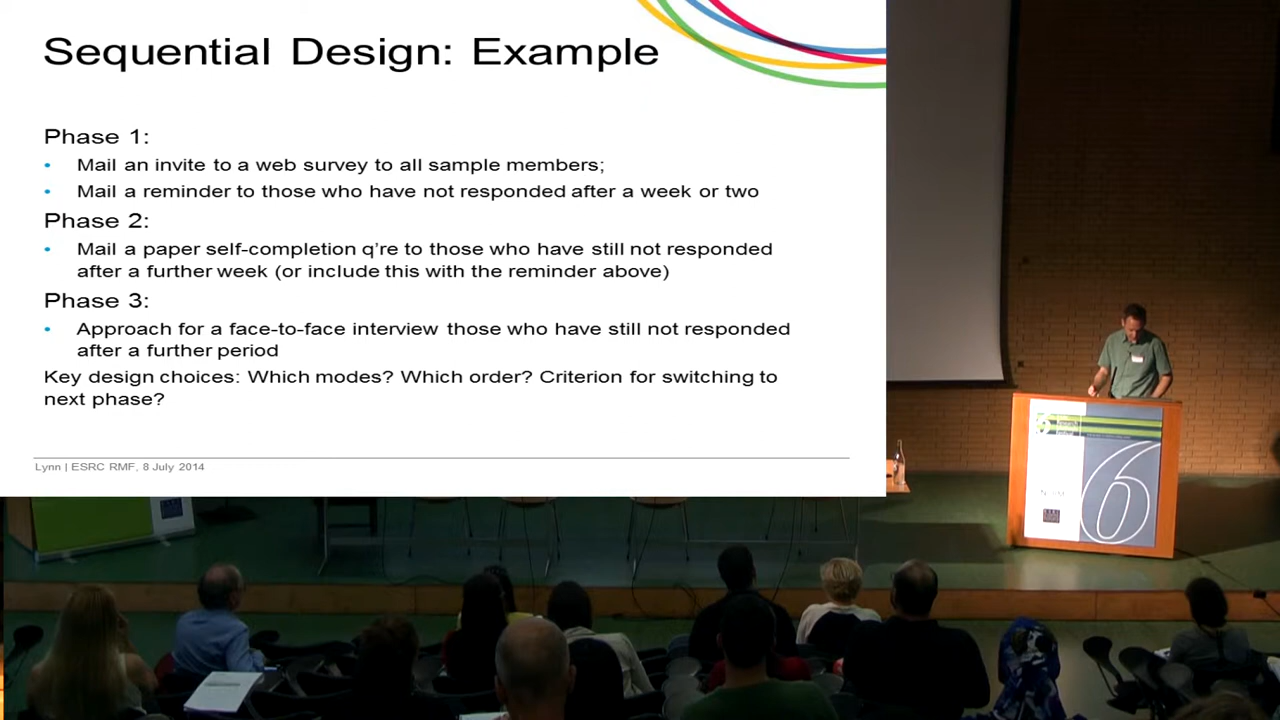 Sequential Design: Example
Phase 1:
• Mail an invite to a web survey to all sample members;
• Mail a reminder to those who have not responded after a week or two
Phase 2:
• Mail a paper self-completion q’re to those who have still not responded
after a further week (or include this with the reminder above)
Phase 3:
• Approach for a face-to-face interview those who have still not responded
after a further period
Key design choices: Which modes? Which order? Criterion for switching to
next phase?
Lynn | ESRC RMF, 8 July 2014
6